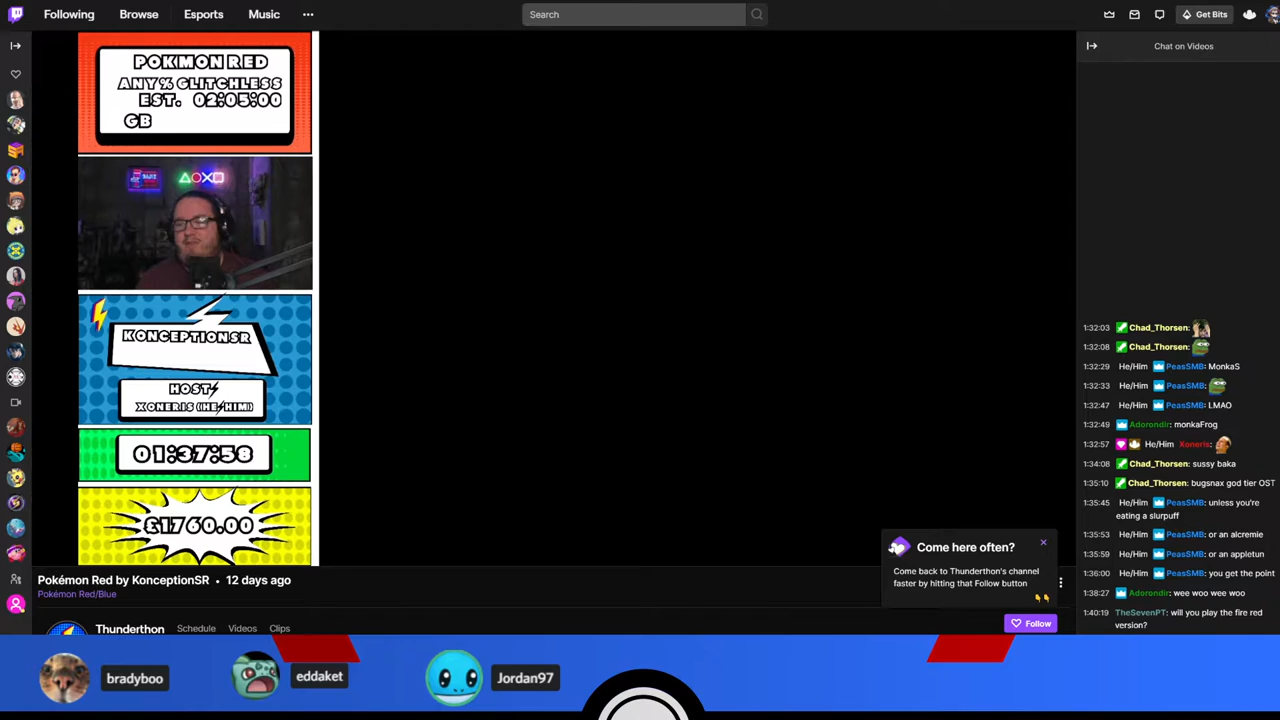 Following
Browse
Esports
Music
Search
Get Bits
Chat on Videos
POKMON RED
ANY% GLITCHLESS
EST. 02:05:00
GB
KONCEPTIONSR
HOST
XONERIS (HE/HIM)
01:37:58
£1760.00
1:32:03 Chad_Thorsen:
1:32:08 Chad_Thorsen:
1:32:29 He/Him PeasSMB: MonkaS
1:32:33 He/Him PeasSMB:
1:32:47 He/Him PeasSMB: LMAO
1:32:49 Adorondir: monkaFrog
1:32:57 He/Him Xoneris:
1:34:08 Chad_Thorsen: sussy baka
1:35:10 Chad_Thorsen: bugsnax god tier OST
1:35:45 He/Him PeasSMB: unless you're
eating a slurpuff
1:35:53 He/Him PeasSMB: or an alcremie
1:35:59 He/Him PeasSMB: or an appletun
1:36:00 He/Him PeasSMB: you get the point
1:38:27 Adorondir: wee woo wee woo
1:40:19 TheSevenPT: will you play the fire red
version?
Come here often?
Come back to Thunderthon's channel
faster by hitting that Follow button
Pokémon Red by KonceptionSR • 12 days ago
Pokémon Red/Blue
Thunderthon
Schedule
Videos
Clips
Follow
bradyboo
eddaket
Jordan97